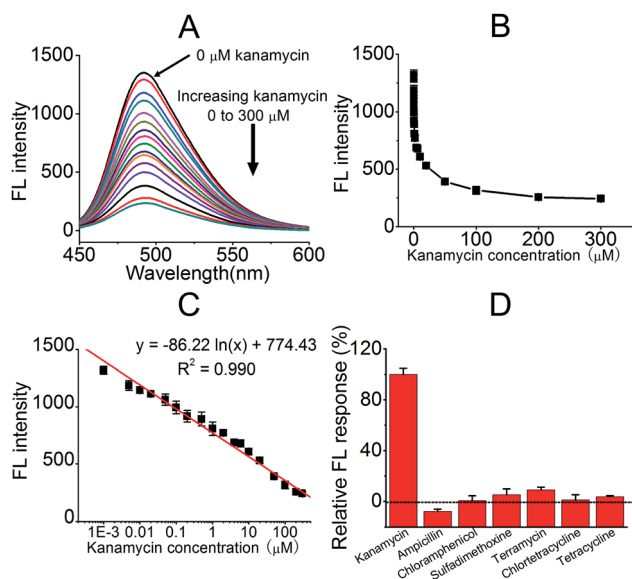 A
1500
1000
500
0
FL intensity
0 μM kanamycin
Increasing kanamycin
0 to 300 μM
450
500
550
600
Wavelength(nm)
B
1500
1000
500
0
FL intensity
0
100
200
300
Kanamycin concentration (μM)
C
1500
1000
500
0
FL intensity
y = -86.22 ln(x) + 774.43
R² = 0.990
1E-3
0.01
0.1
1
10
100
Kanamycin concentration (μM)
D
120
80
40
0
Relative FL response (%)
Kanamycin
Ampicillin
Chloramphenicol
Sulfadimethoxine
Terramycin
Chlortetracycline
Tetracycine